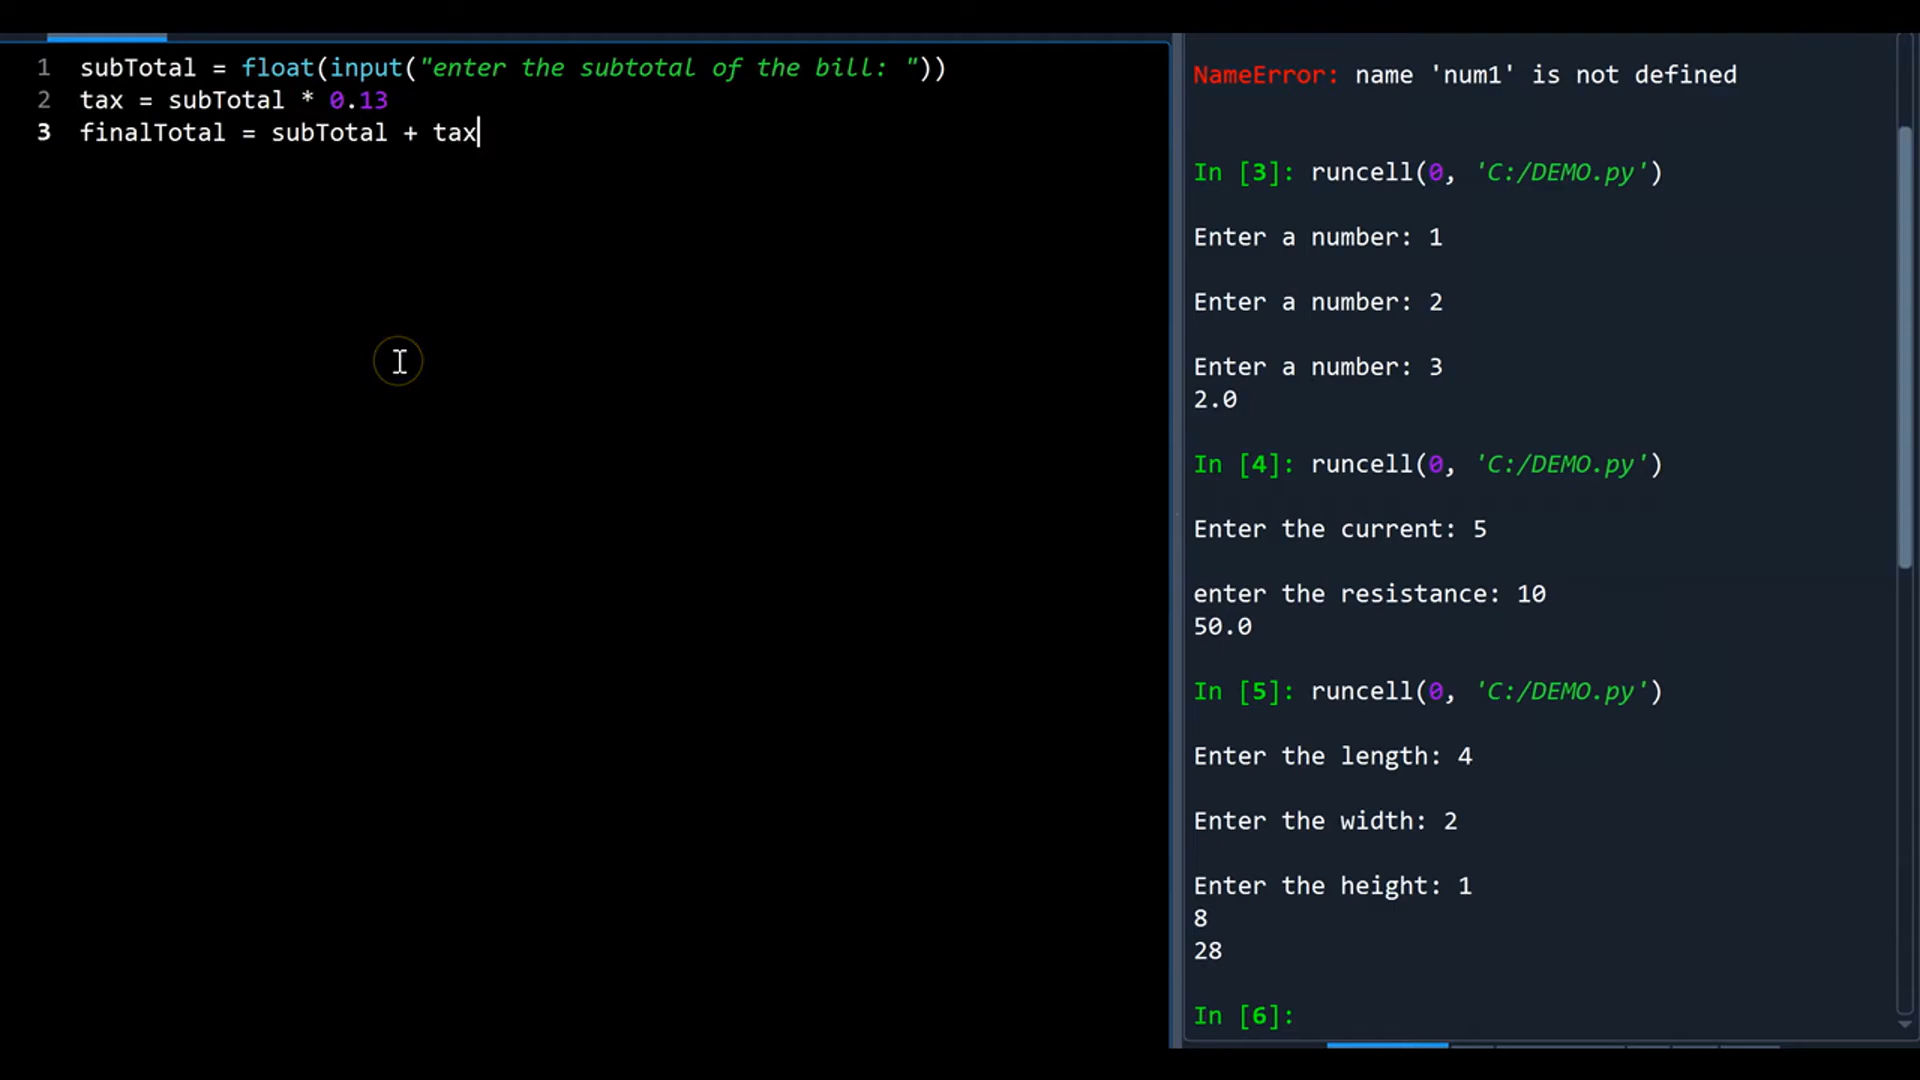 1 subTotal = float(input("enter the subtotal of the bill: "))
2 tax = subTotal * 0.13
3 finalTotal = subTotal + tax
NameError: name 'num1' is not defined
In [3]: runcell(0, 'C:/DEMO.py')
Enter a number: 1
Enter a number: 2
Enter a number: 3
2.0
In [4]: runcell(0, 'C:/DEMO.py')
Enter the current: 5
enter the resistance: 10
50.0
In [5]: runcell(0, 'C:/DEMO.py')
Enter the length: 4
Enter the width: 2
Enter the height: 1
8
28
In [6]: